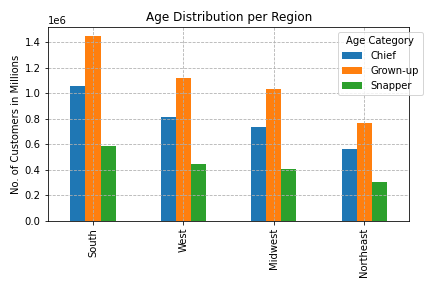 Age Distribution per Region
1e6
Age Category
Chief
Grown-up
Snapper
No. of Customers in Millions
1.4
1.2
1.0
0.8
0.6
0.4
0.2
0.0
South
West
Midwest
Northeast